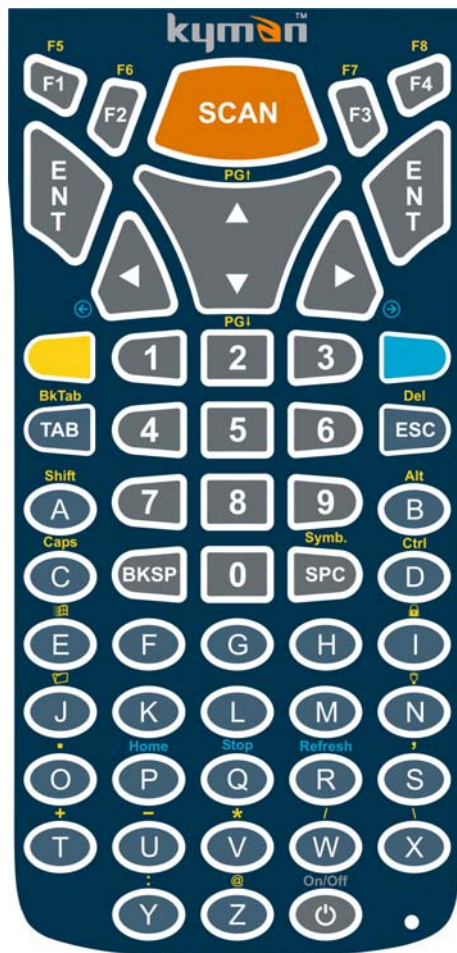 kyman™
F5 F8
F6 F7
F1 F4
F2 SCAN F3
ENT ENT
PG↑
▲
◀ ▶
▼
PG↓
1 2 3
BkTab Del
TAB 4 5 6 ESC
Shift Alt
A 7 8 9 B
Caps Symb. Ctrl
C BKSP 0 SPC D
E F G H I
J K L M N
. Home Stop Refresh ,
O P Q R S
+ - * / \
T U V W X
: @ On/Off
Y Z